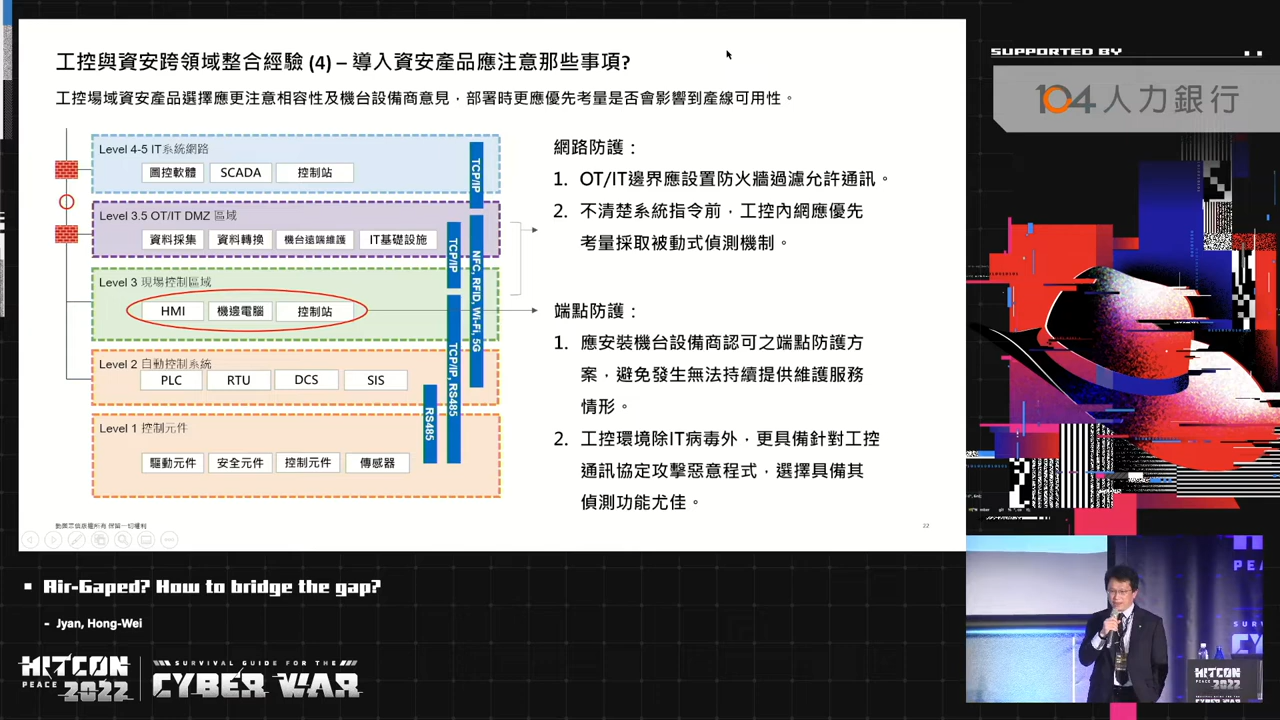 工控與資安跨領域整合經驗 (4) – 導入資安產品應注意那些事項?
工控場域資安產品選擇應更注意相容性及機台設備商意見，部署時更應優先考量是否會影響到產線可用性。
Level 4-5 IT系統網路
圖控軟體
SCADA
控制站
TCP/IP
Level 3.5 OT/IT DMZ 區域
資料採集
資料轉換
機台遠端維護
IT基礎設施
TCP/IP
NFC, RFID, Wi-Fi, 5G
Level 3 現場控制區域
HMI
機邊電腦
控制站
TCP/IP, RS485
Level 2 自動控制系統
PLC
RTU
DCS
SIS
RS485
Level 1 控制元件
驅動元件
安全元件
控制元件
傳感器
網路防護：
1. OT/IT邊界應設置防火牆過濾允許通訊。
2. 不清楚系統指令前，工控內網應優先
考量採取被動式偵測機制。
端點防護：
1. 應安裝機台設備商認可之端點防護方
案，避免發生無法持續提供維護服務
情形。
2. 工控環境除IT病毒外，更具備針對工控
通訊協定攻擊惡意程式，選擇具備其
偵測功能尤佳。
22
SUPPORTED BY
104人力銀行
Air-Gaped? How to bridge the gap?
- Jyan, Hong-Wei
HITCON
PEACE 2022
SURVIVAL GUIDE FOR THE
CYBER WAR
HITCON
PEACE 2022